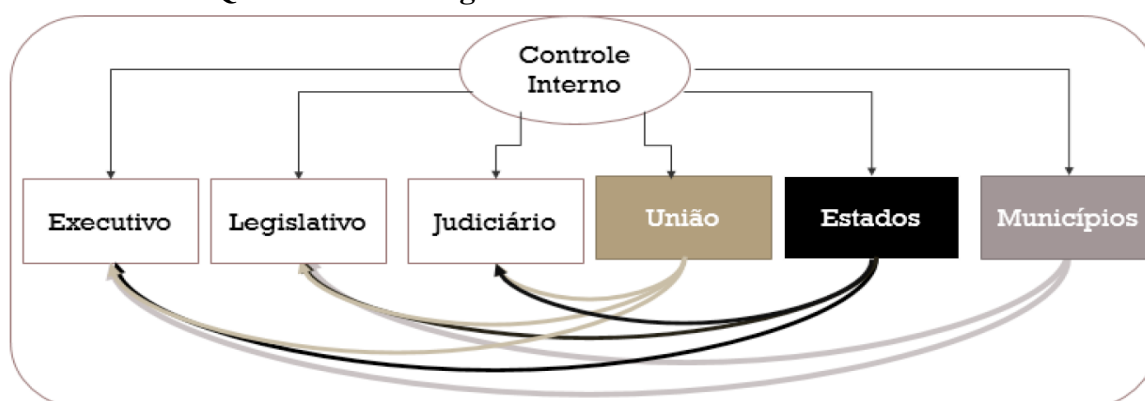 Controle
Interno
Executivo
Legislativo
Judiciário
União
Estados
Municípios